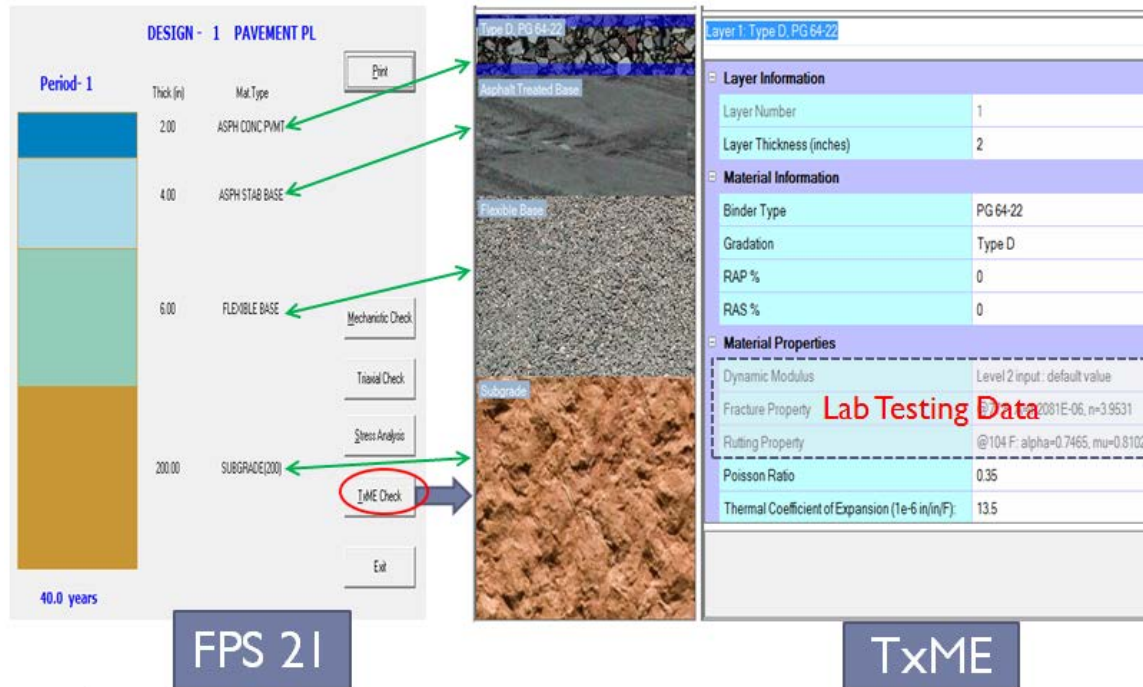 DESIGN - 1 PAVEMENT PL
Period- 1
Thick (in) Mat.Type
Print
2.00 ASPH CONC PVMT
4.00 ASPH STAB BASE
6.00 FLEXIBLE BASE
Mechanistic Check
Triaxial Check
Stress Analysis
200.00 SUBGRADE(200)
TxME Check
Exit
40.0 years
FPS 21
Type D, PG 64-22
Asphalt Treated Base
Flexible Base
Subgrade
Layer 1: Type D, PG 64-22
Layer Information
Layer Number 1
Layer Thickness (inches) 2
Material Information
Binder Type PG 64-22
Gradation Type D
RAP % 0
RAS % 0
Material Properties
Dynamic Modulus Level 2 input : default value
Fracture Property 2081E-06, n=3.9531
Lab Testing Data
Rutting Property @104 F: alpha=0.7465, mu=0.8102
Poisson Ratio 0.35
Thermal Coefficient of Expansion (1e-6 in/in/F): 13.5
TxME